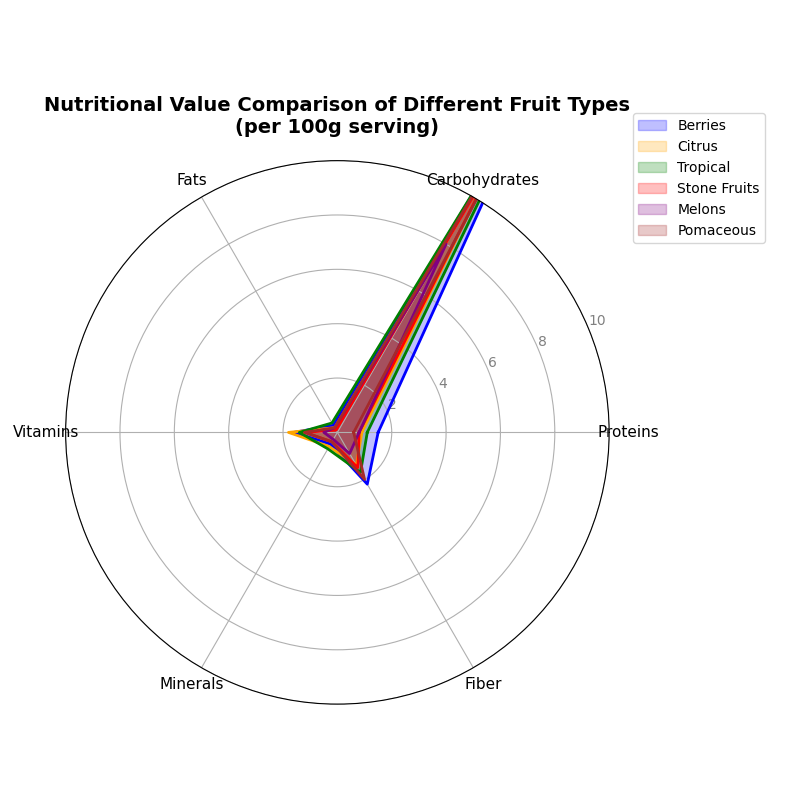 Nutritional Value Comparison of Different Fruit Types
(per 100g serving)
Berries
Citrus
Tropical
Stone Fruits
Melons
Pomaceous
Fats
Carbohydrates
10
8
6
4
2
Vitamins
Proteins
Minerals
Fiber